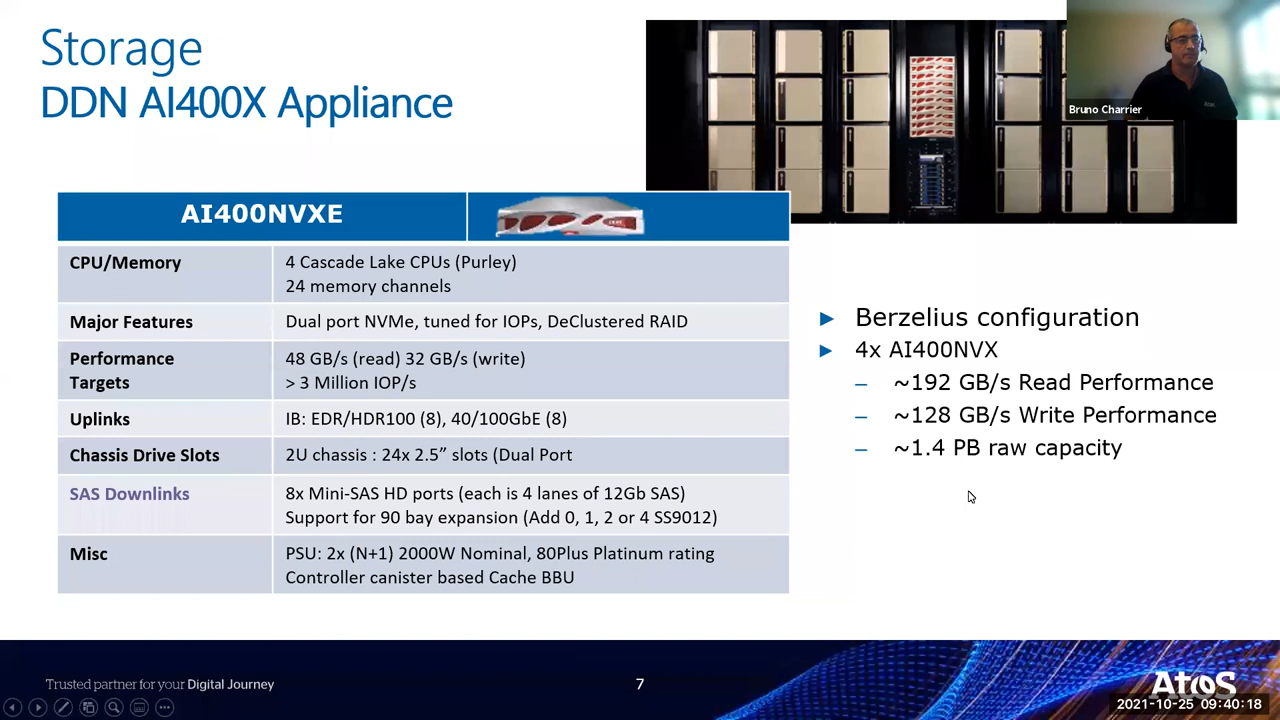 Storage
DDN AI400X Appliance
Bruno Charrier
AI400NVXE
CPU/Memory
4 Cascade Lake CPUs (Purley)
24 memory channels
Major Features
Dual port NVMe, tuned for IOPs, DeClustered RAID
Performance
Targets
48 GB/s (read) 32 GB/s (write)
> 3 Million IOP/s
Uplinks
IB: EDR/HDR100 (8), 40/100GbE (8)
Chassis Drive Slots
2U chassis : 24x 2.5” slots (Dual Port
SAS Downlinks
8x Mini-SAS HD ports (each is 4 lanes of 12Gb SAS)
Support for 90 bay expansion (Add 0, 1, 2 or 4 SS9012)
Misc
PSU: 2x (N+1) 2000W Nominal, 80Plus Platinum rating
Controller canister based Cache BBU
► Berzelius configuration
► 4x AI400NVX
– ~192 GB/s Read Performance
– ~128 GB/s Write Performance
– ~1.4 PB raw capacity
Trusted partner for your Digital Journey
7
Atos
2021-10-25 09:40:18